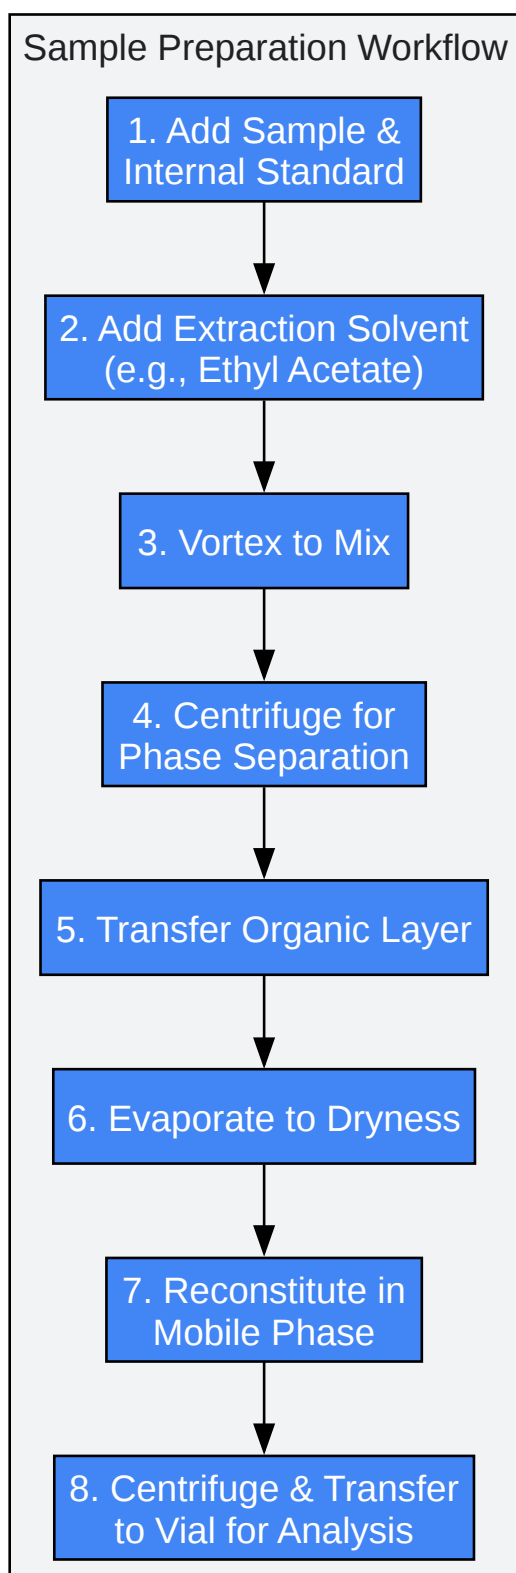 Sample Preparation Workflow
1. Add Sample &
Internal Standard
2. Add Extraction Solvent
(e.g., Ethyl Acetate)
3. Vortex to Mix
4. Centrifuge for
Phase Separation
5. Transfer Organic Layer
6. Evaporate to Dryness
7. Reconstitute in
Mobile Phase
8. Centrifuge & Transfer
to Vial for Analysis